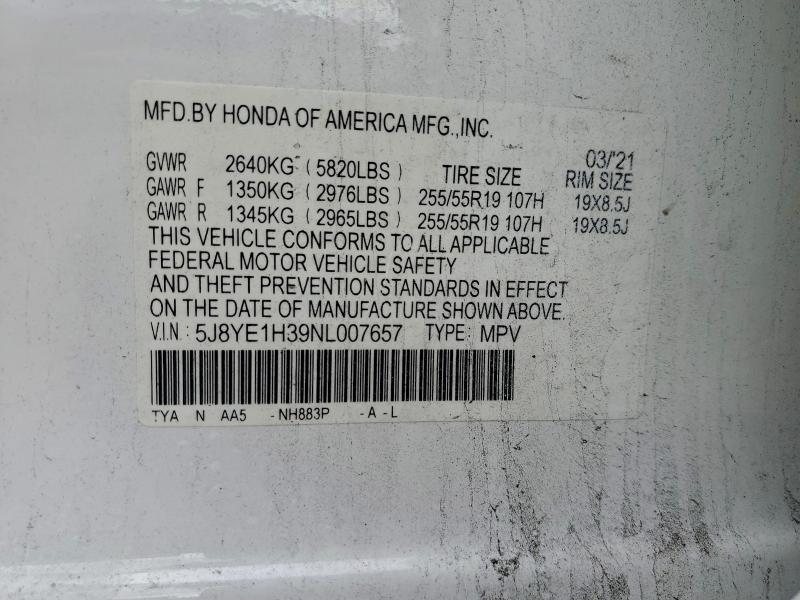 MFD.BY HONDA OF AMERICA MFG.,INC.
03/'21
GVWR 2640KG ( 5820LBS ) TIRE SIZE RIM SIZE
GAWR F 1350KG ( 2976LBS ) 255/55R19 107H 19X8.5J
GAWR R 1345KG ( 2965LBS ) 255/55R19 107H 19X8.5J
THIS VEHICLE CONFORMS TO ALL APPLICABLE
FEDERAL MOTOR VEHICLE SAFETY
AND THEFT PREVENTION STANDARDS IN EFFECT
ON THE DATE OF MANUFACTURE SHOWN ABOVE.
V.I.N: 5J8YE1H39NL007657 TYPE: MPV
TYA N AA5 -NH883P -A-L